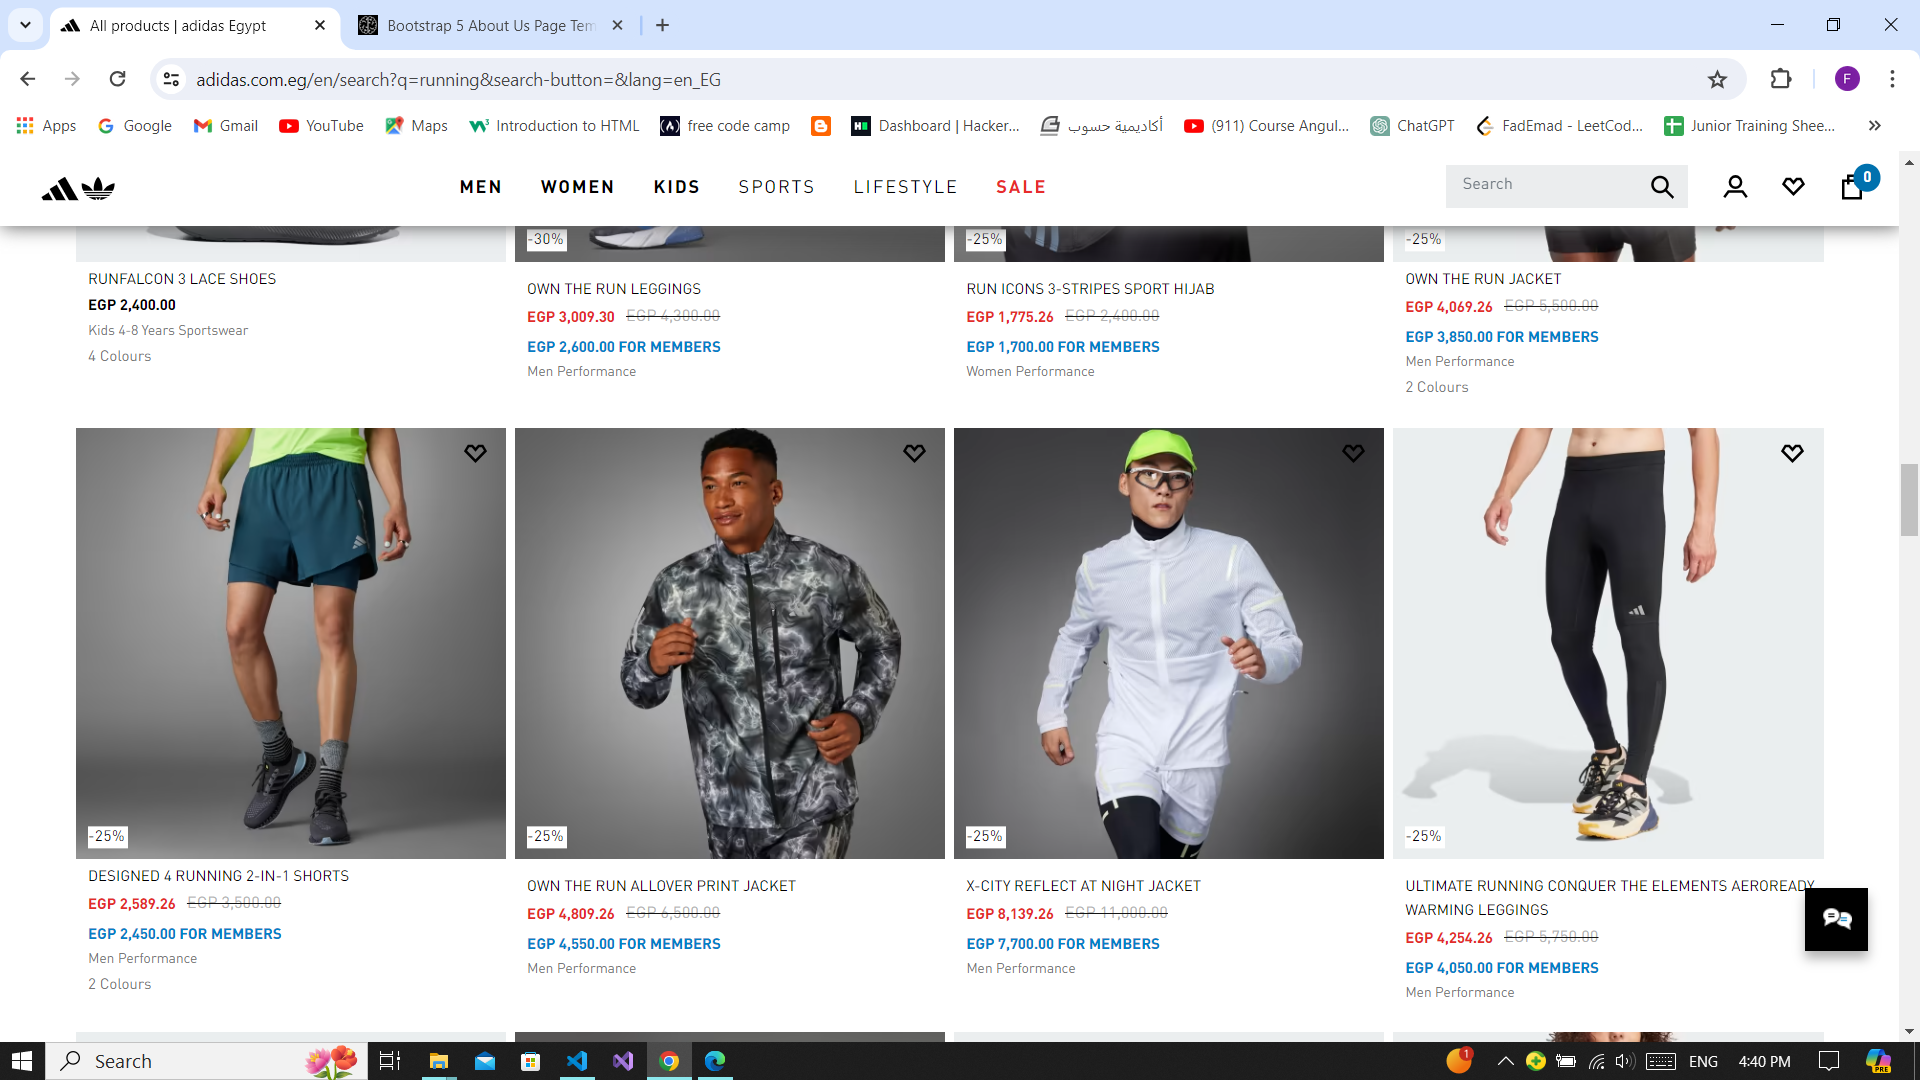 All products | adidas Egypt
Bootstrap 5 About Us Page Tem
adidas.com.eg/en/search?q=running&search-button=&lang=en_EG
F
Apps
Google
Gmail
YouTube
Maps
Introduction to HTML
free code camp
Dashboard | Hacker...
أكاديمية حسوب
(911) Course Angul...
ChatGPT
FadEmad - LeetCod...
Junior Training Shee...
MEN
WOMEN
KIDS
SPORTS
LIFESTYLE
SALE
Search
0
-30%
-25%
-25%
RUNFALCON 3 LACE SHOES
EGP 2,400.00
Kids 4-8 Years Sportswear
4 Colours
OWN THE RUN LEGGINGS
EGP 3,009.30 EGP 4,300.00
EGP 2,600.00 FOR MEMBERS
Men Performance
RUN ICONS 3-STRIPES SPORT HIJAB
EGP 1,775.26 EGP 2,400.00
EGP 1,700.00 FOR MEMBERS
Women Performance
OWN THE RUN JACKET
EGP 4,069.26 EGP 5,500.00
EGP 3,850.00 FOR MEMBERS
Men Performance
2 Colours
-25%
DESIGNED 4 RUNNING 2-IN-1 SHORTS
EGP 2,589.26 EGP 3,500.00
EGP 2,450.00 FOR MEMBERS
Men Performance
2 Colours
-25%
OWN THE RUN ALLOVER PRINT JACKET
EGP 4,809.26 EGP 6,500.00
EGP 4,550.00 FOR MEMBERS
Men Performance
-25%
X-CITY REFLECT AT NIGHT JACKET
EGP 8,139.26 EGP 11,000.00
EGP 7,700.00 FOR MEMBERS
Men Performance
-25%
ULTIMATE RUNNING CONQUER THE ELEMENTS AEROREADY
WARMING LEGGINGS
EGP 4,254.26 EGP 5,750.00
EGP 4,050.00 FOR MEMBERS
Men Performance
Search
1
ENG
4:40 PM
PRE